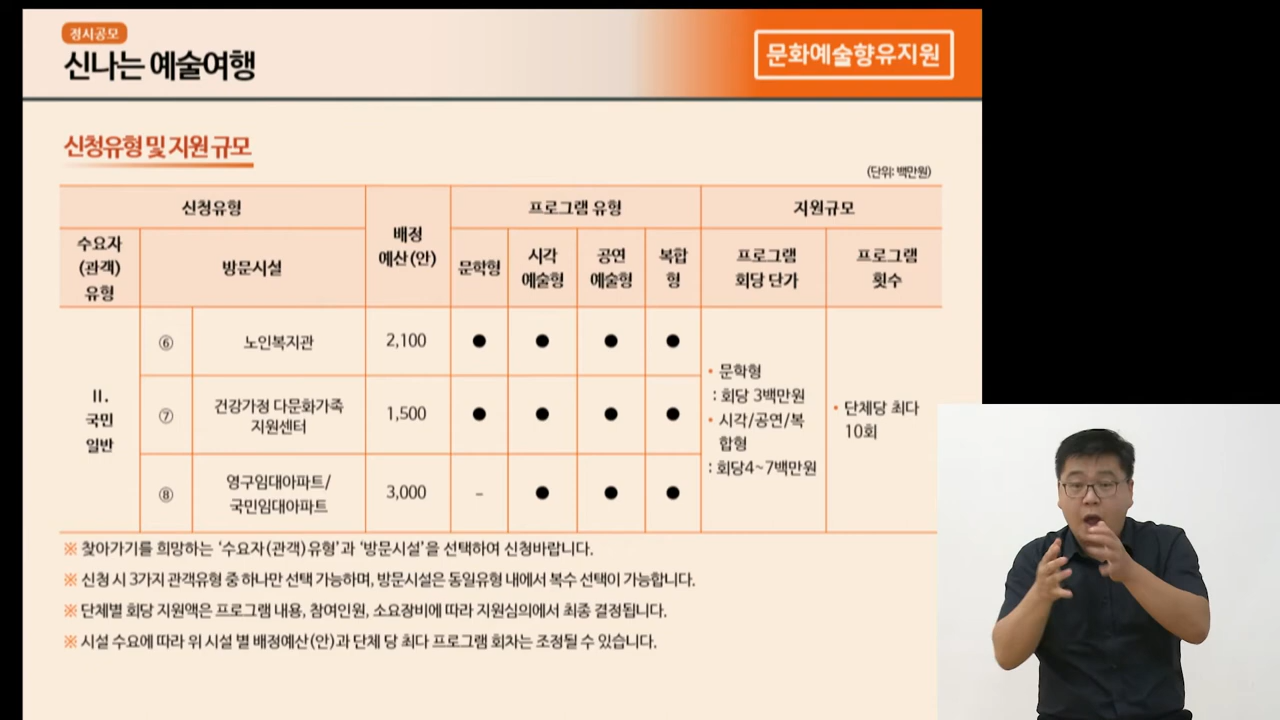 정시공모
신나는 예술여행
문화예술향유지원
신청유형 및 지원 규모
(단위: 백만원)
신청유형
배정
예산(안)
프로그램 유형
지원규모
수요자
(관객)
유형
방문시설
문학형
시각
예술형
공연
예술형
복합
형
프로그램
회당 단가
프로그램
횟수
Ⅱ.
국민
일반
⑥ 노인복지관 2,100 ● ● ● ●
⑦ 건강가정 다문화가족
지원센터 1,500 ● ● ● ●
⑧ 영구임대아파트/
국민임대아파트 3,000 - ● ● ●
• 문학형
: 회당 3백만원
• 시각/공연/복
합형
: 회당4~7백만원
• 단체당 최다
10회
※ 찾아가기를 희망하는 ‘수요자(관객)유형’과 ‘방문시설’을 선택하여 신청바랍니다.
※ 신청 시 3가지 관객유형 중 하나만 선택 가능하며, 방문시설은 동일유형 내에서 복수 선택이 가능합니다.
※ 단체별 회당 지원액은 프로그램 내용, 참여인원, 소요장비에 따라 지원심의에서 최종 결정됩니다.
※ 시설 수요에 따라 위 시설 별 배정예산(안)과 단체 당 최다 프로그램 회차는 조정될 수 있습니다.